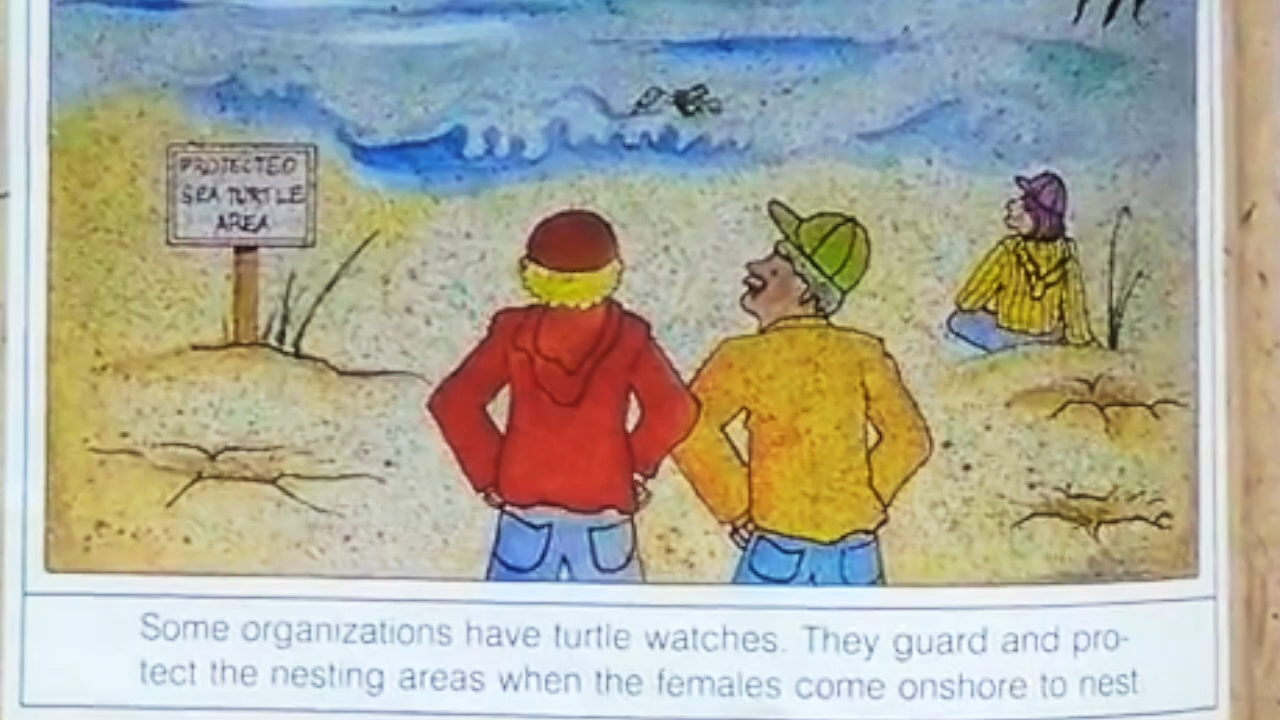 PROTECTED
SEA TURTLE
AREA
Some organizations have turtle watches. They guard and pro-
tect the nesting areas when the females come onshore to nest